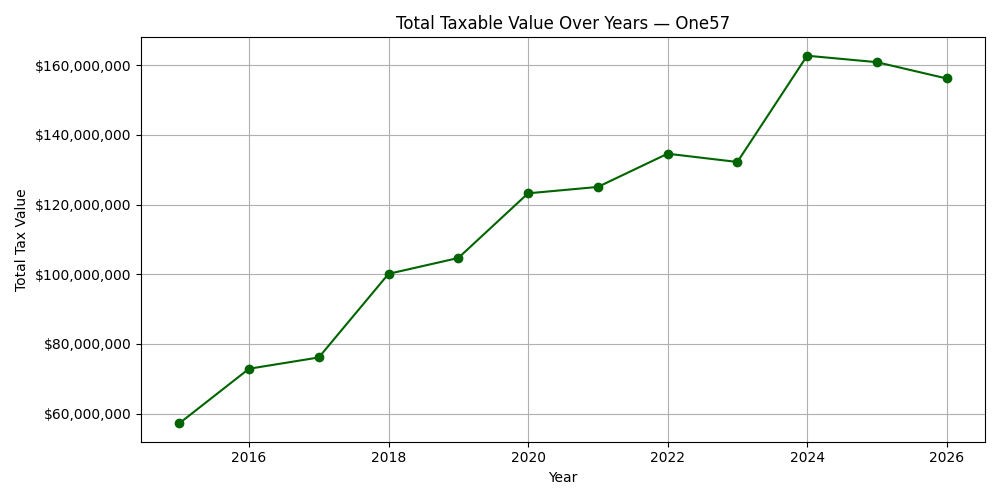 Total Taxable Value Over Years — One57
Total Tax Value
$160,000,000
$140,000,000
$120,000,000
$100,000,000
$80,000,000
$60,000,000
2016 2018 2020 2022 2024 2026
Year